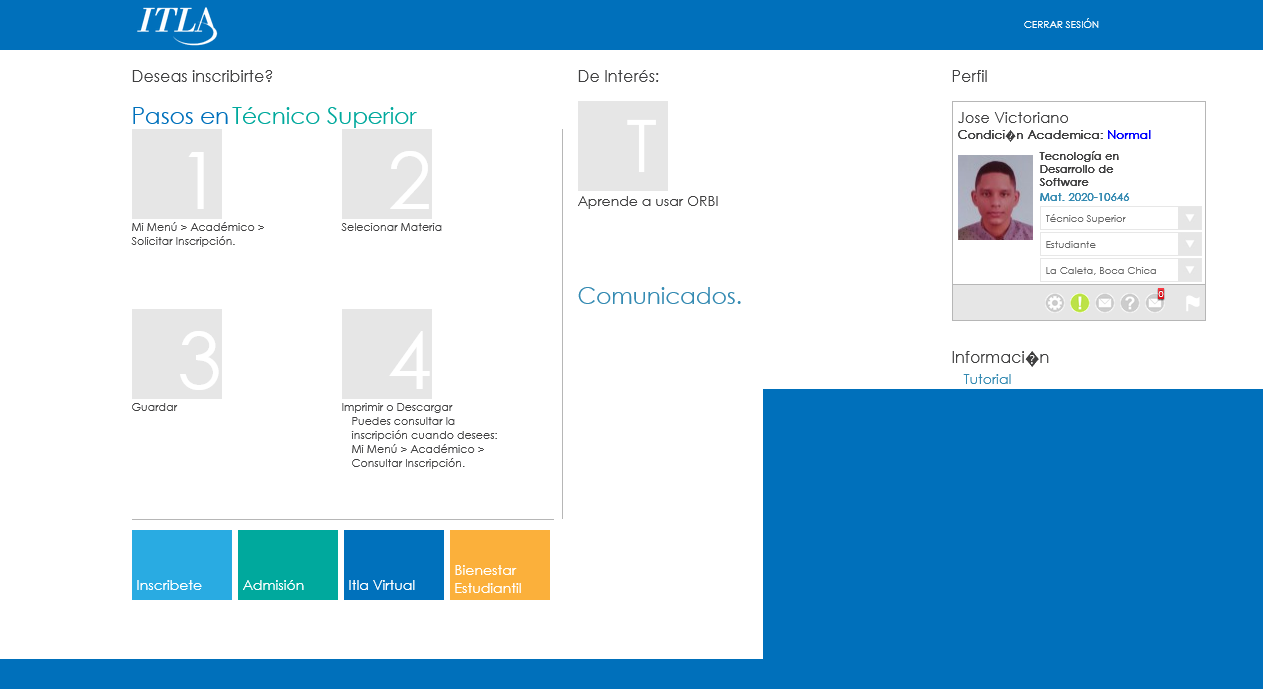 ITLA
CERRAR SESIÓN
Deseas inscribirte?
Pasos en Técnico Superior
1
Mi Menú > Académico >
Solicitar Inscripción.
2
Selecionar Materia
3
Guardar
4
Imprimir o Descargar
Puedes consultar la
inscripción cuando desees:
Mi Menú > Académico >
Consultar Inscripción.
Inscribete
Admisión
Itla Virtual
Bienestar
Estudiantil
De Interés:
T
Aprende a usar ORBI
Comunicados.
Perfil
Jose Victoriano
Condici�n Academica: Normal
Tecnología en
Desarrollo de
Software
Mat. 2020-10646
Técnico Superior
Estudiante
La Caleta, Boca Chica
0
Informaci�n
Tutorial